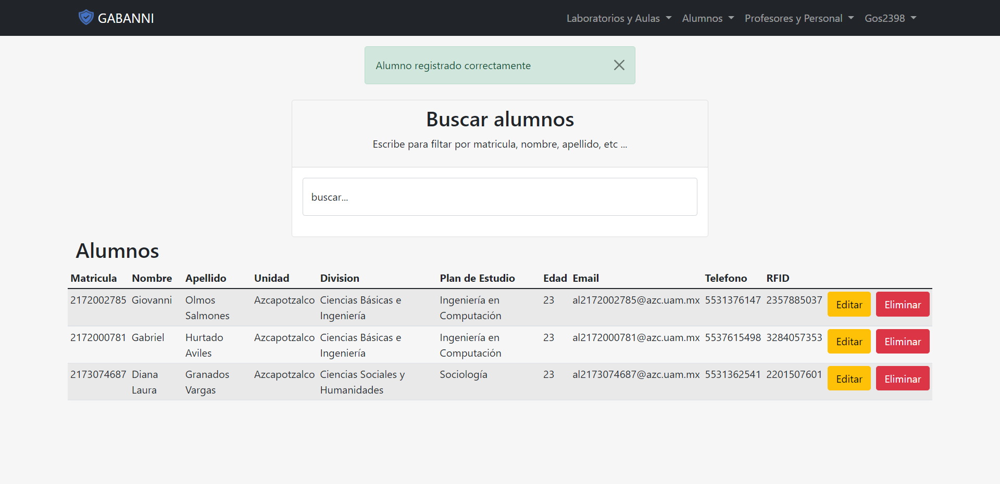 GABANNI Laboratorios y Aulas Alumnos Profesores y Personal Gos2398
Alumno registrado correctamente
Buscar alumnos
Escribe para filtar por matricula, nombre, apellido, etc ...
buscar...
Alumnos
Matricula Nombre Apellido Unidad Division Plan de Estudio Edad Email Telefono RFID
2172002785 Giovanni Olmos Azcapotzalco Ciencias Básicas e Ingeniería en 23 al2172002785@azc.uam.mx 5531376147 2357885037 Editar Eliminar
Salmones Ingeniería Computación
2172000781 Gabriel Hurtado Azcapotzalco Ciencias Básicas e Ingeniería en 23 al2172000781@azc.uam.mx 5537615498 3284057353 Editar Eliminar
Aviles Ingeniería Computación
2173074687 Diana Granados Azcapotzalco Ciencias Sociales y Sociología 23 al2173074687@azc.uam.mx 5531362541 2201507601 Editar Eliminar
Laura Vargas Humanidades